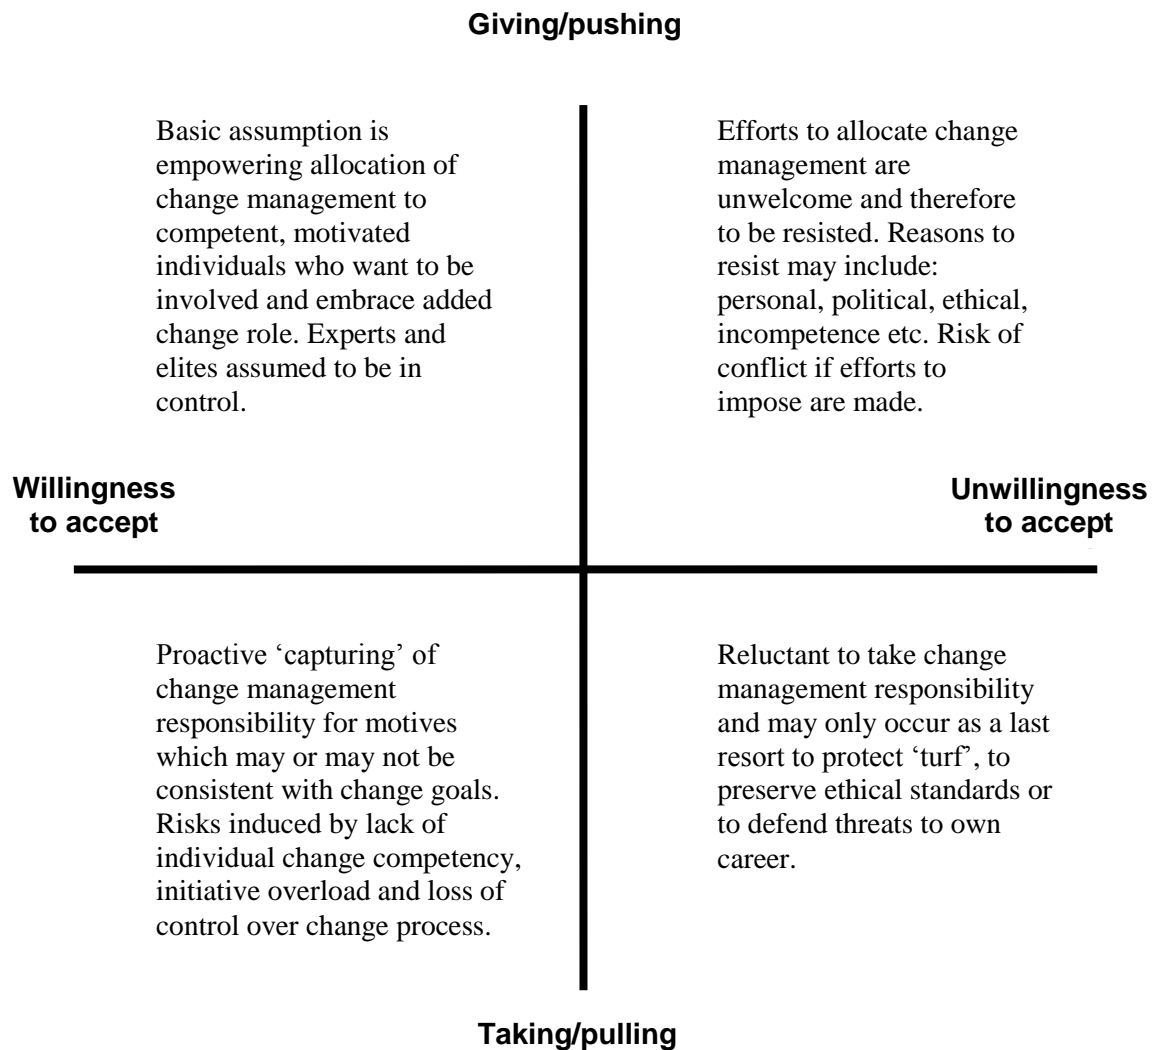 Giving/pushing
Basic assumption is
empowering allocation of
change management to
competent, motivated
individuals who want to be
involved and embrace added
change role. Experts and
elites assumed to be in
control.
Efforts to allocate change
management are
unwelcome and therefore
to be resisted. Reasons to
resist may include:
personal, political, ethical,
incompetence etc. Risk of
conflict if efforts to
impose are made.
Willingness
to accept
Unwillingness
to accept
Proactive ‘capturing’ of
change management
responsibility for motives
which may or may not be
consistent with change goals.
Risks induced by lack of
individual change competency,
initiative overload and loss of
control over change process.
Reluctant to take change
management responsibility
and may only occur as a last
resort to protect ‘turf’, to
preserve ethical standards or
to defend threats to own
career.
Taking/pulling